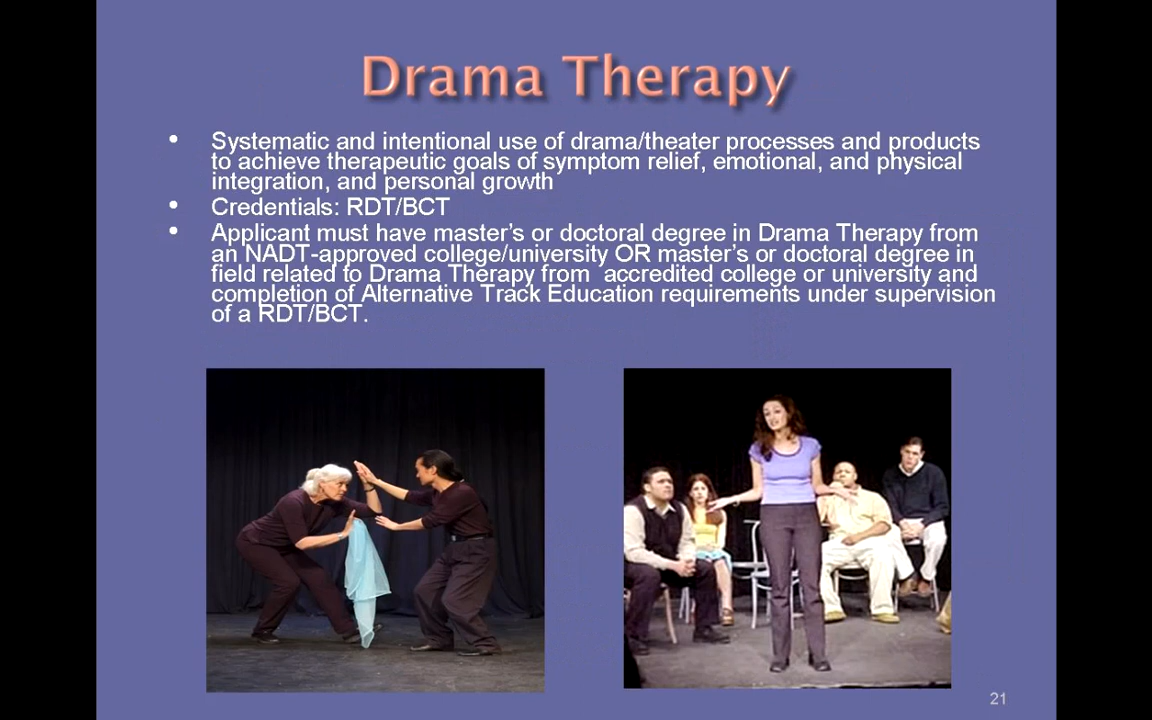 Drama Therapy
• Systematic and intentional use of drama/theater processes and products
to achieve therapeutic goals of symptom relief, emotional, and physical
integration, and personal growth
• Credentials: RDT/BCT
• Applicant must have master’s or doctoral degree in Drama Therapy from
an NADT-approved college/university OR master’s or doctoral degree in
field related to Drama Therapy from accredited college or university and
completion of Alternative Track Education requirements under supervision
of a RDT/BCT.
21